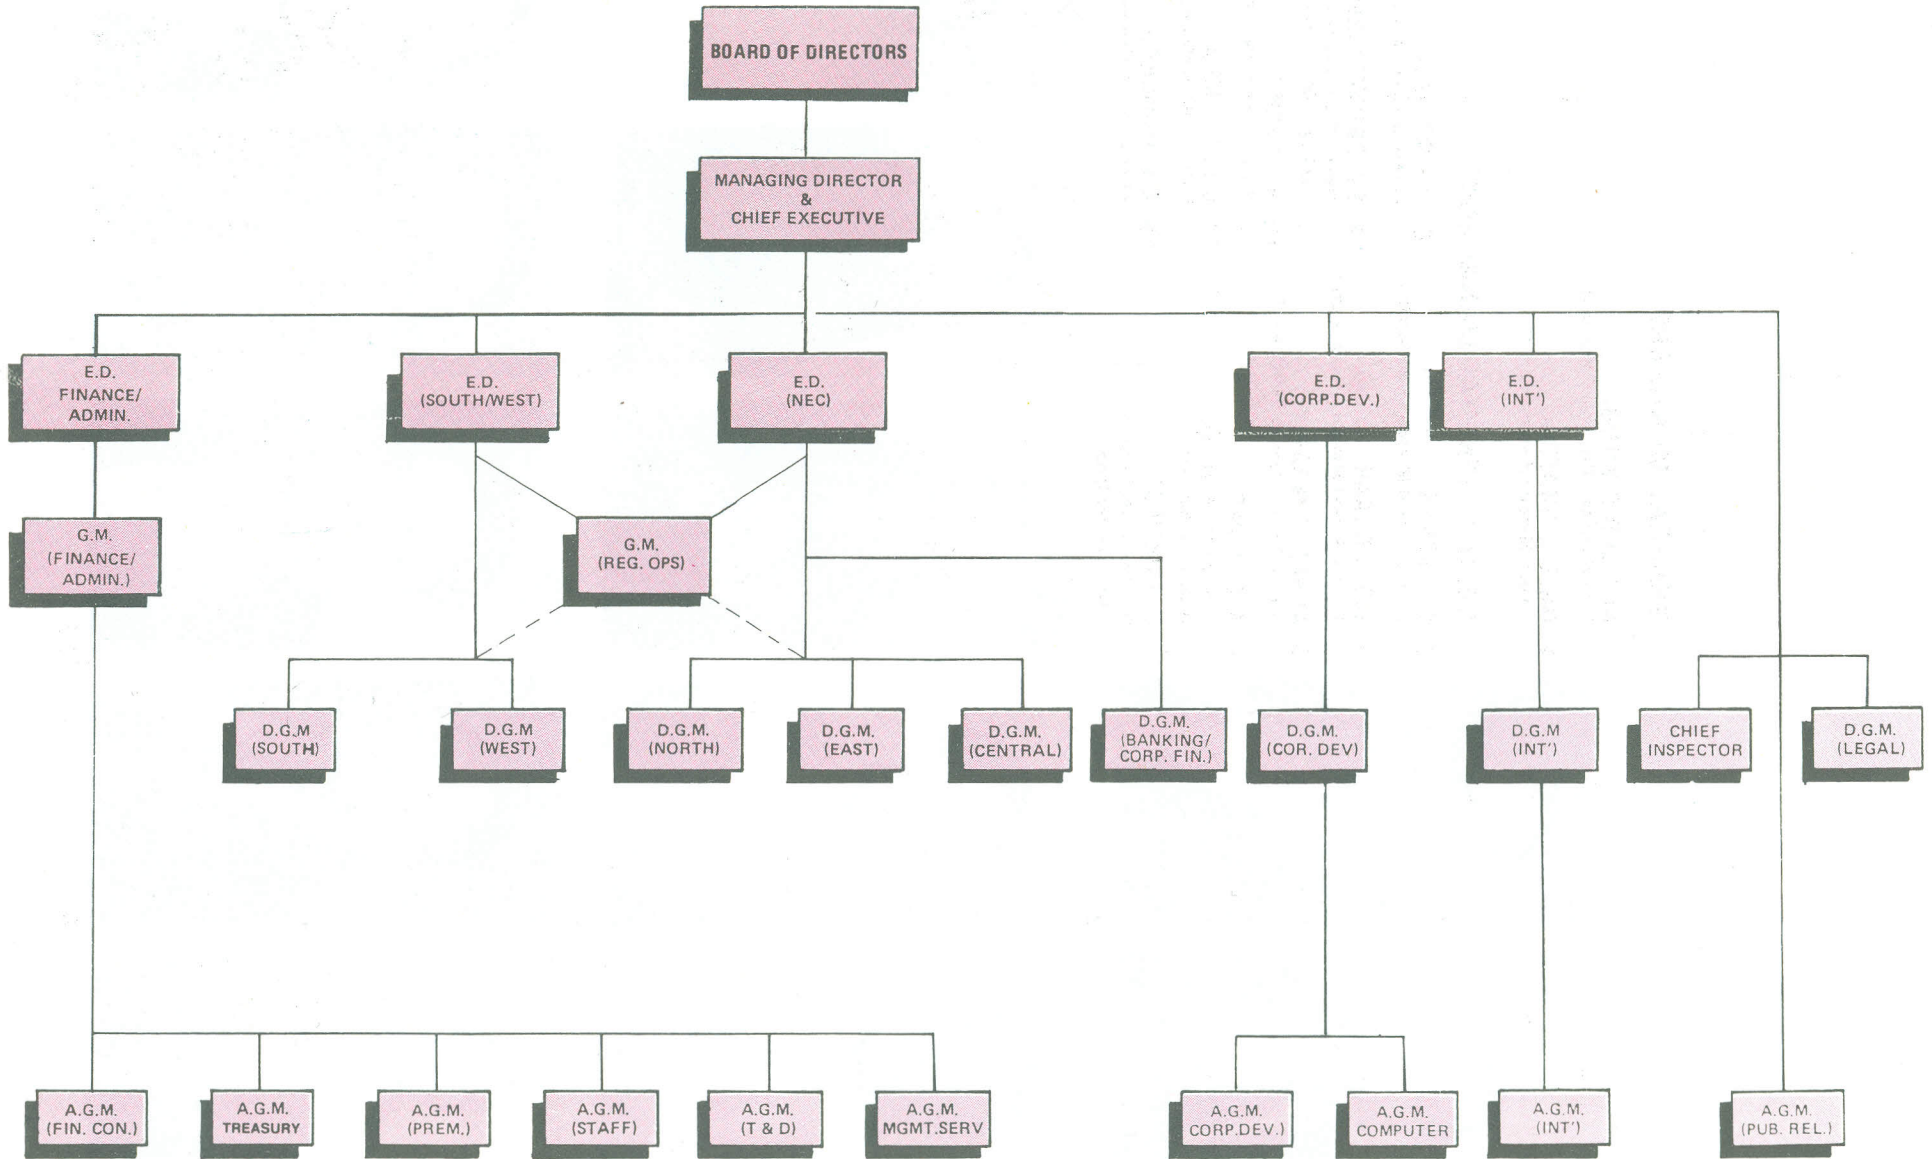 BOARD OF DIRECTORS
MANAGING DIRECTOR
&
CHIEF EXECUTIVE
E.D.
FINANCE/
ADMIN.
E.D.
(SOUTH/WEST)
E.D.
(NEC)
E.D.
(CORP.DEV.)
E.D.
(INT')
G.M.
(FINANCE/
ADMIN.)
G.M.
(REG. OPS)
D.G.M
(SOUTH)
D.G.M
(WEST)
D.G.M.
(NORTH)
D.G.M.
(EAST)
D.G.M.
(CENTRAL)
D.G.M.
(BANKING/
CORP. FIN.)
D.G.M.
(COR. DEV)
D.G.M
(INT')
CHIEF
INSPECTOR
D.G.M.
(LEGAL)
A.G.M.
(FIN. CON.)
A.G.M.
TREASURY
A.G.M.
(PREM.)
A.G.M.
(STAFF)
A.G.M.
(T & D)
A.G.M.
MGMT.SERV
A.G.M.
CORP.DEV.)
A.G.M.
COMPUTER
A.G.M.
(INT')
A.G.M.
(PUB. REL.)